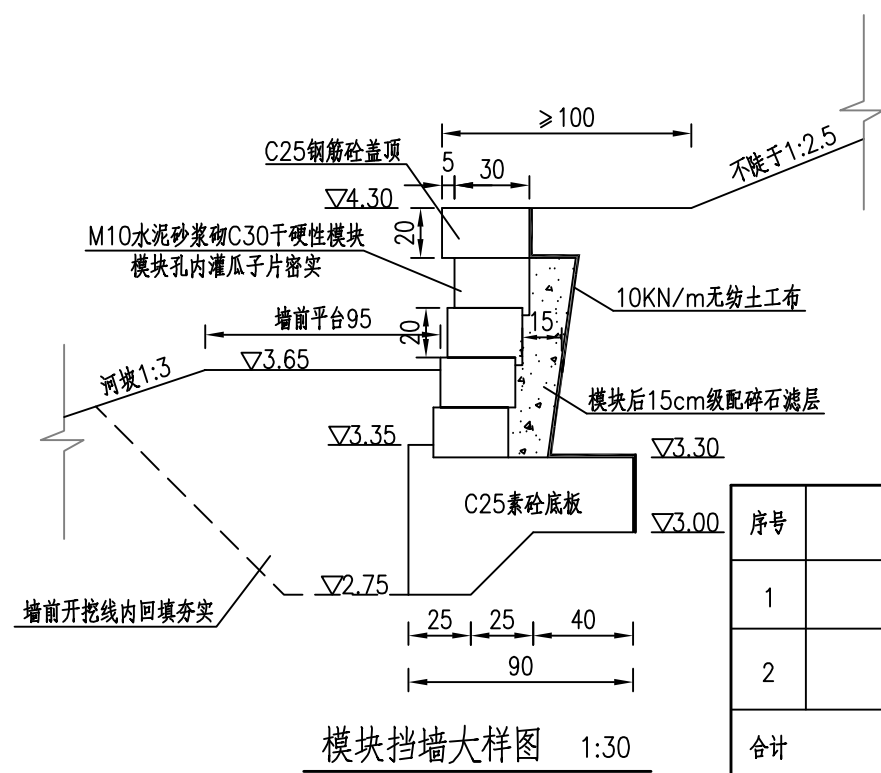 ≥100
C25钢筋砼盖顶
5
30
不陡于1:2.5
▽4.30
20
M10水泥砂浆砌C30干硬性模块
模块孔内灌瓜子片密实
10KN/m无纺土工布
墙前平台95
20
15
河坡1:3
▽3.65
模块后15cm级配碎石滤层
▽3.35
▽3.30
C25素砼底板
▽3.00
序号
▽2.75
1
墙前开挖线内回填夯实
25
25
40
90
2
模块挡墙大样图 1:30
合计